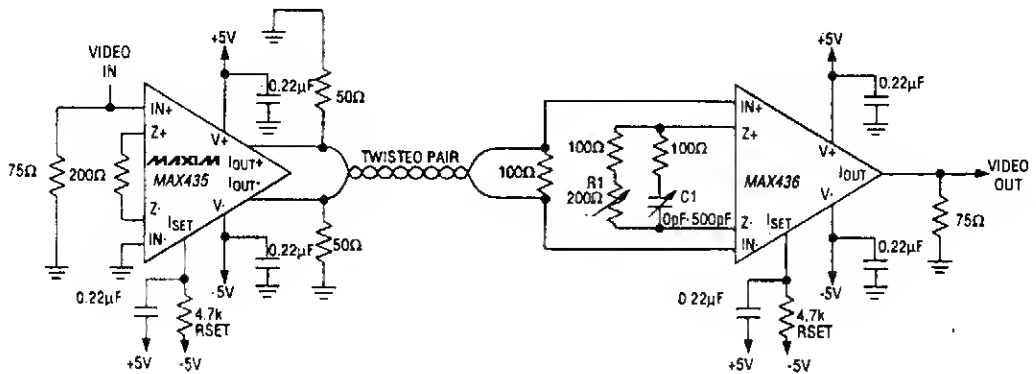 VIDEO
IN
+5V
0.22µF
50Ω
IN+
Z+
V+
75Ω
200Ω
MAXIM
MAX435
IOUT+
IOUT-
Z-
V-
ISET
IN-
0.22µF
50Ω
-5V
0.22µF
4.7k
RSET
+5V
-5V
TWISTEO PAIR
100Ω
100Ω
100Ω
R1
200Ω
C1
0pF-500pF
+5V
0.22µF
IN+
Z+
V+
MAX436
IOUT
VIDEO
OUT
Z-
V-
ISET
IN-
75Ω
0.22µF
-5V
0.22µF
4.7k
RSET
+5V
-5V